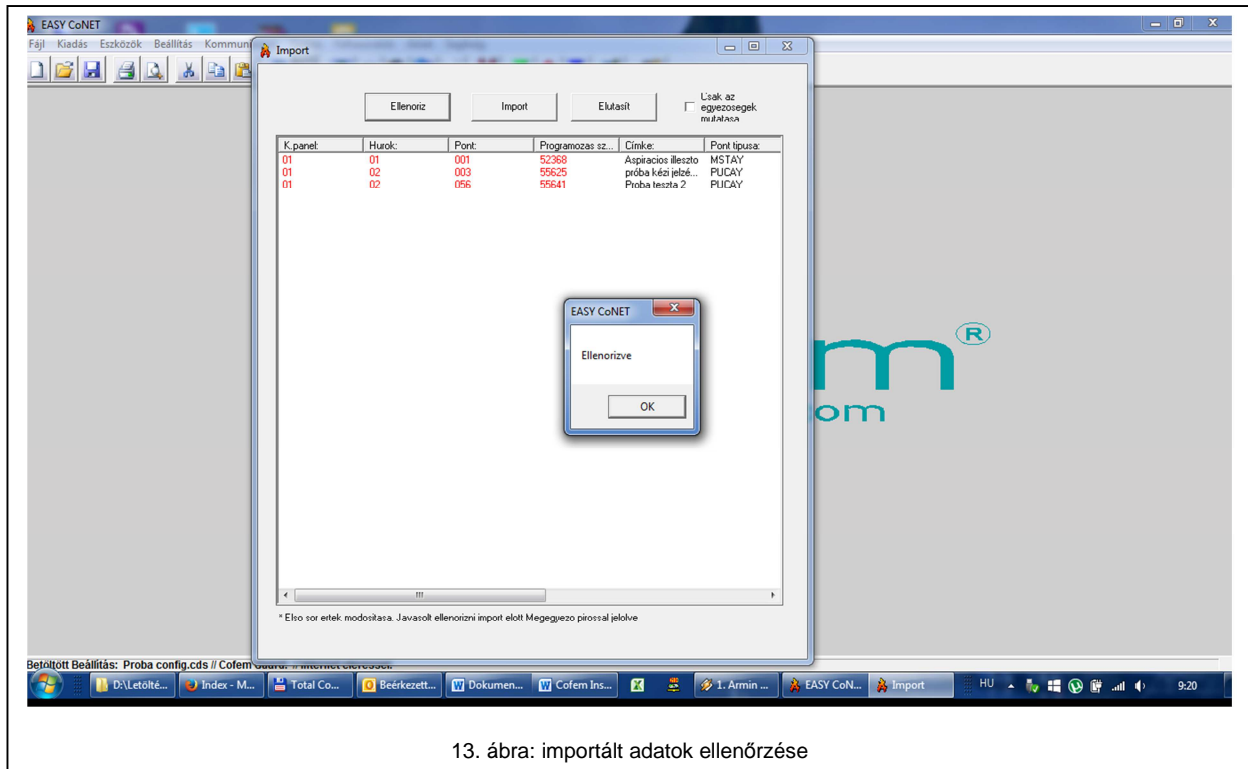 EASY CoNET
Fájl Kiadás Eszközök Beállítás Kommuni
Import
Ellenoriz Import Elutasít Csak az
egyezosegek
mutatasa
K.panel: Hurok: Pont: Programozas sz... Címke: Pont tipusa:
01 01 001 52368 Aspiracios illeszto MSTAY
01 02 003 55625 próba kézi jelzé... PUCAY
01 02 056 55641 Proba teszta 2 PUCAY
EASY CoNET
Ellenorizve
OK
m®
om
* Elso sor ertek modositasa. Javasolt ellenorizni import elott Megegyezo pirossal jelolve
Betöltött Beállítás: Proba config.cds // Cofem Guard. // Internet eléréssel.
D:\Letölté... Index - M... Total Co... Beérkezett... Dokumen... Cofem Ins... 1. Armin ... EASY CoN... Import HU 9:20
13. ábra: importált adatok ellenőrzése